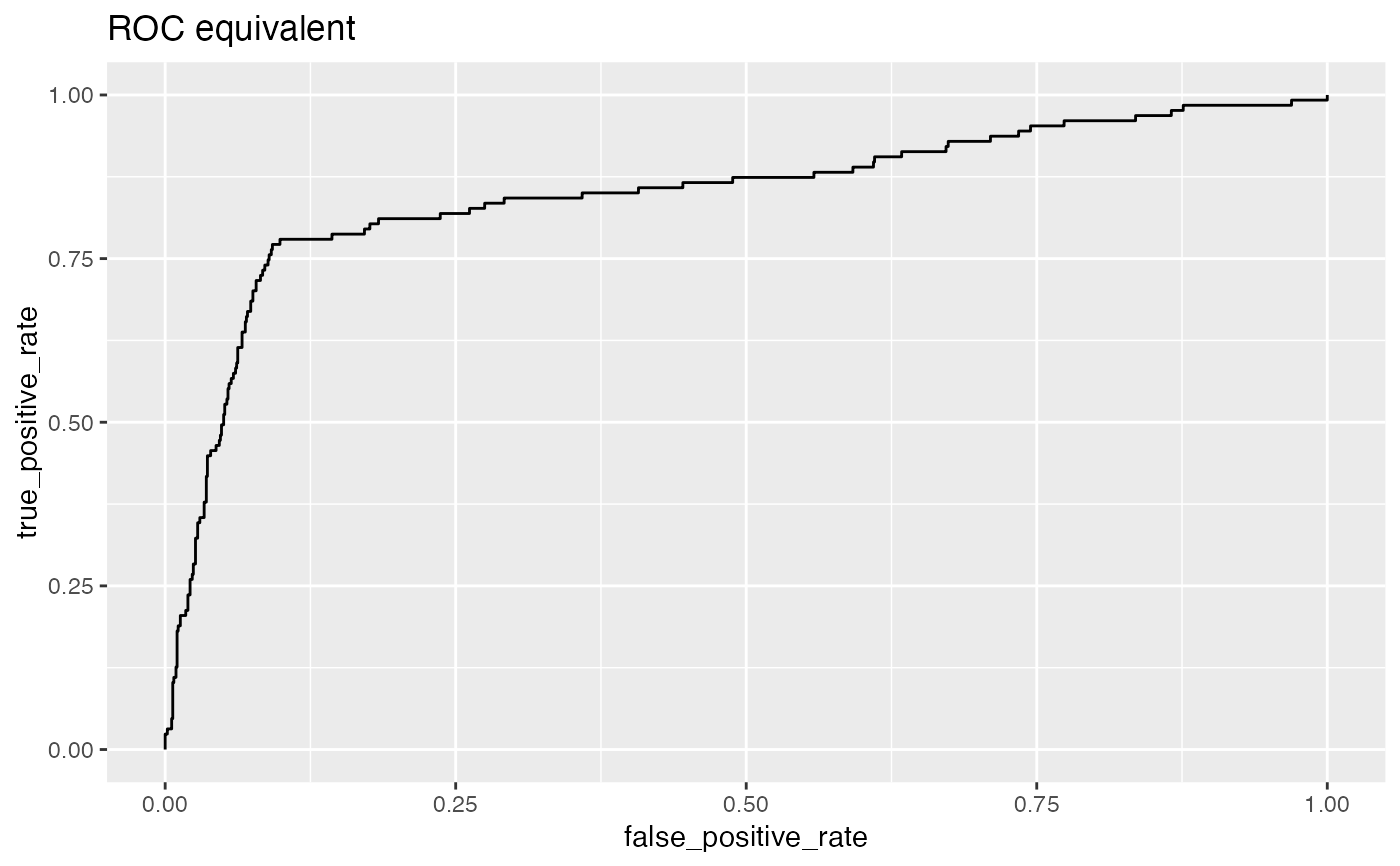 ROC equivalent
true_positive_rate
1.00
0.75
0.50
0.25
0.00
0.00 0.25 0.50 0.75 1.00
false_positive_rate